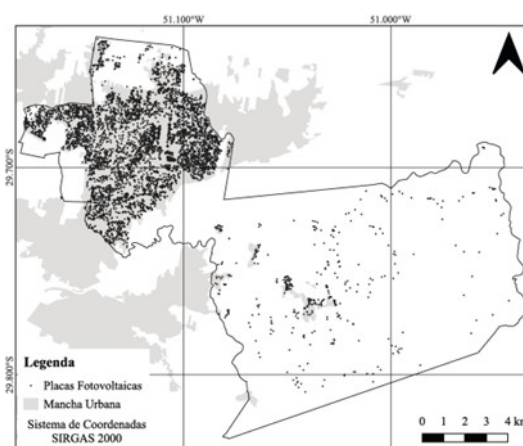 51.100°W 51.000°W
29.700°S
29.800°S
Legenda
Placas Fotovoltaicas
Mancha Urbana
Sistema de Coordenadas
SIRGAS 2000
0 1 2 3 4 km